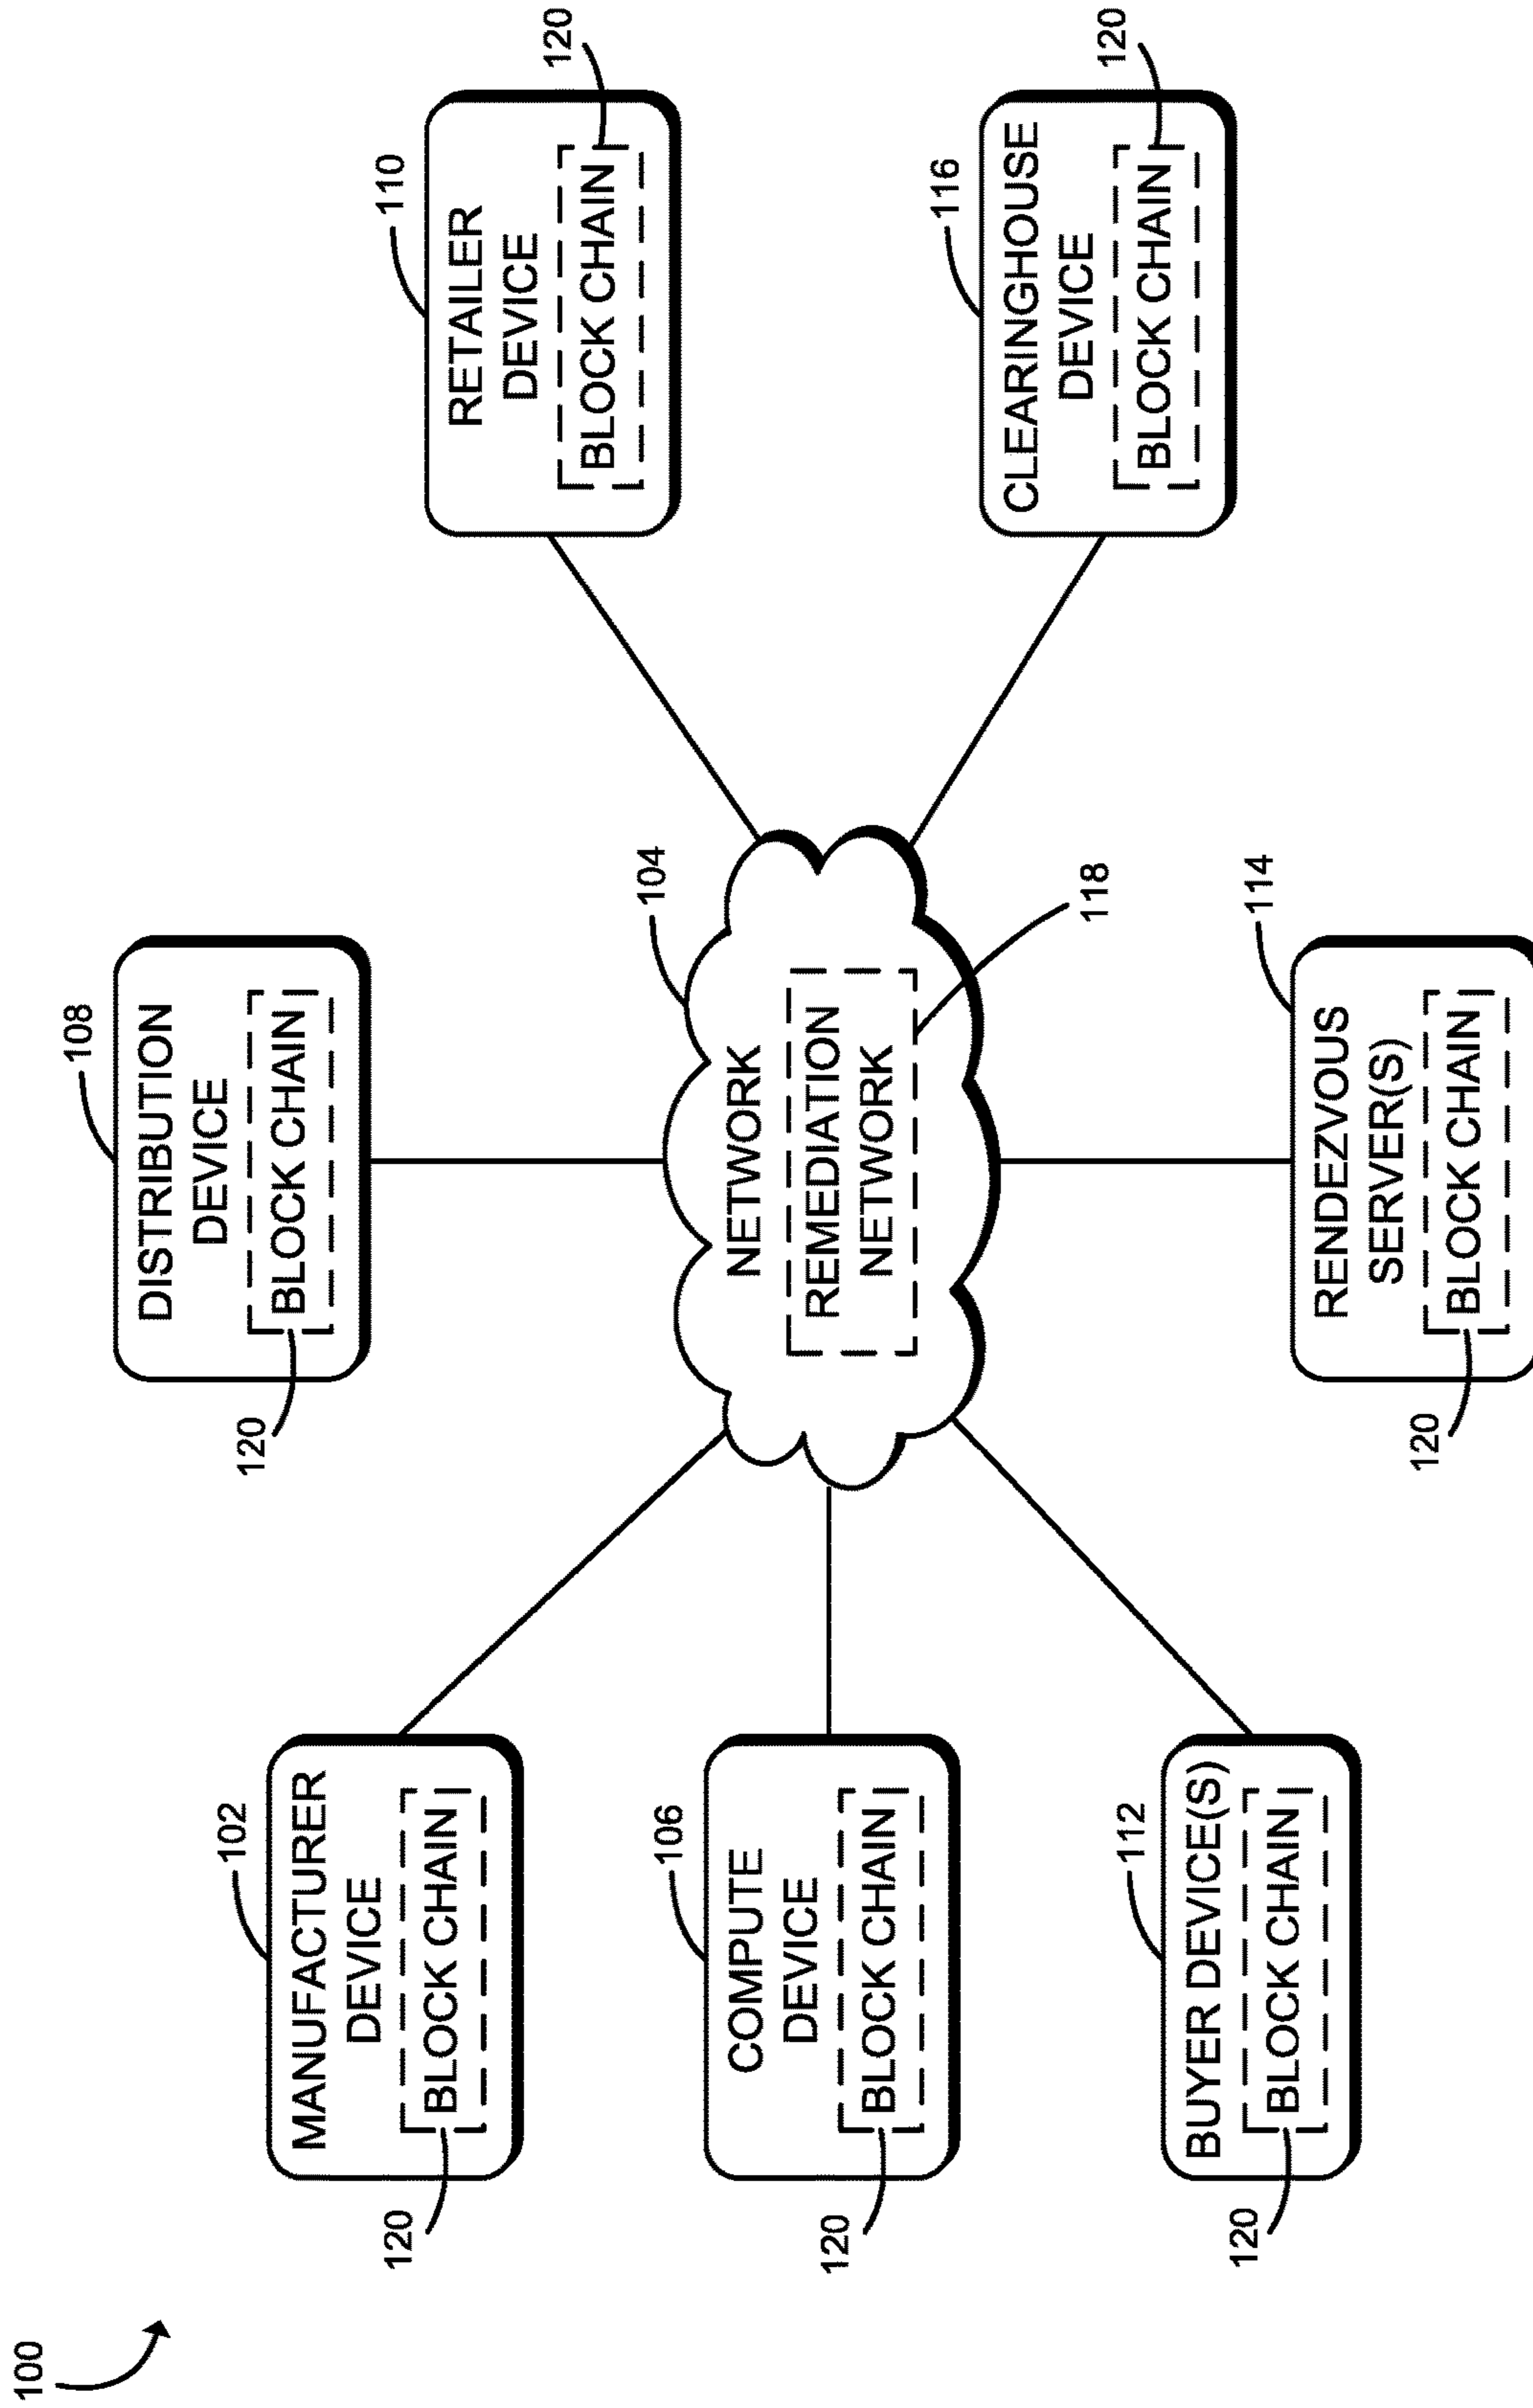 100
102
MANUFACTURER
DEVICE
BLOCK CHAIN
120
108
DISTRIBUTION
DEVICE
BLOCK CHAIN
120
110
RETAILER
DEVICE
BLOCK CHAIN
120
106
COMPUTE
DEVICE
BLOCK CHAIN
120
104
NETWORK
REMEDIATION
NETWORK
118
116
CLEARINGHOUSE
DEVICE
BLOCK CHAIN
120
112
BUYER DEVICE(S)
BLOCK CHAIN
120
114
RENDEZVOUS
SERVER(S)
BLOCK CHAIN
120